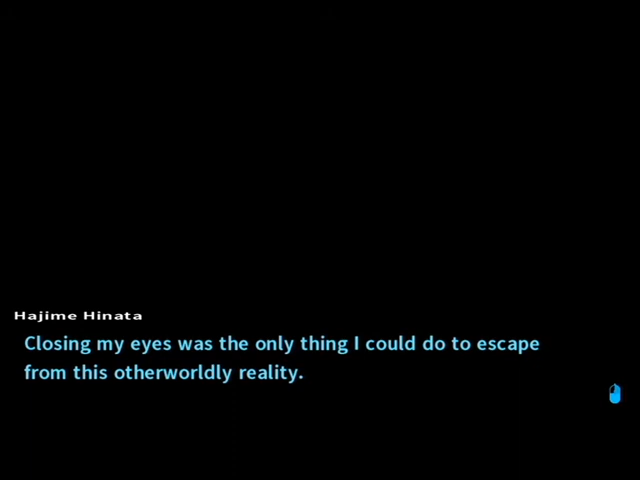 Hajime Hinata
Closing my eyes was the only thing I could do to escape
from this otherworldly reality.